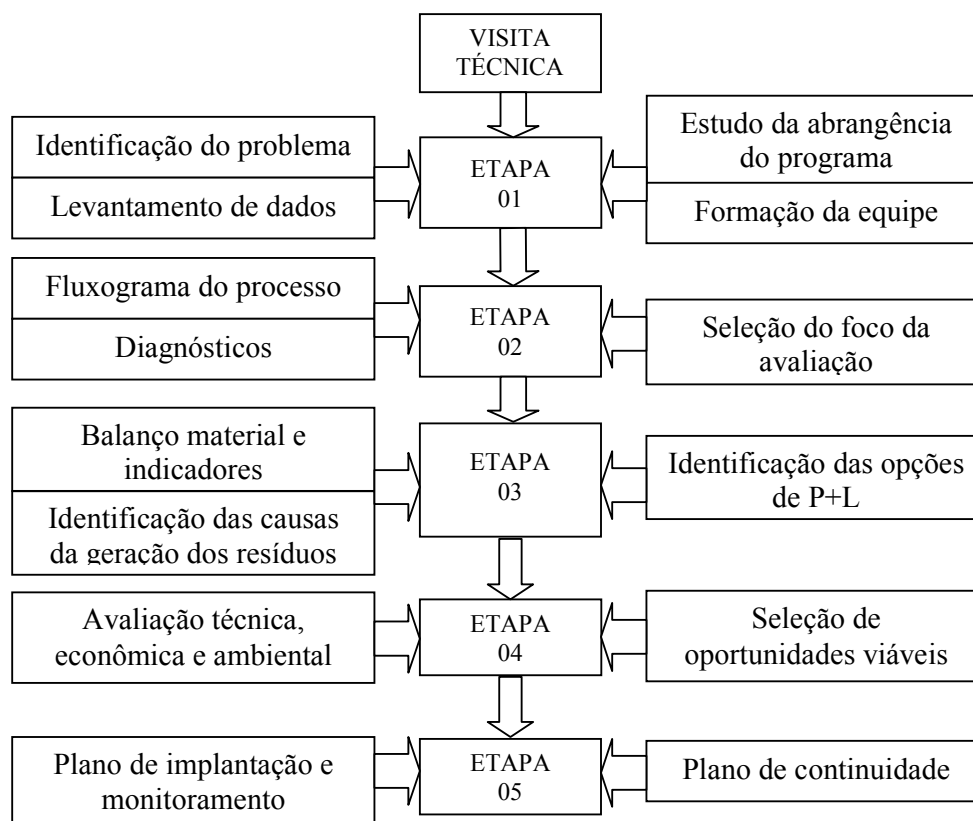 VISITA
TÉCNICA
Identificação do problema
Levantamento de dados
ETAPA
01
Estudo da abrangência
do programa
Formação da equipe
Fluxograma do processo
Diagnósticos
ETAPA
02
Seleção do foco da
avaliação
Balanço material e
indicadores
Identificação das causas
da geração dos resíduos
ETAPA
03
Identificação das opções
de P+L
Avaliação técnica,
econômica e ambiental
ETAPA
04
Seleção de
oportunidades viáveis
Plano de implantação e
monitoramento
ETAPA
05
Plano de continuidade